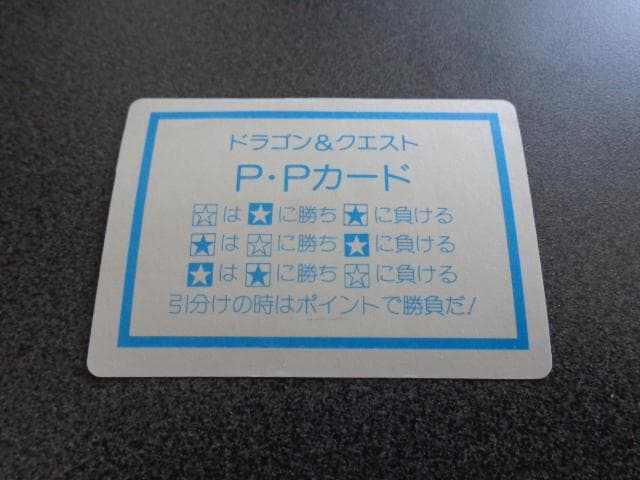 ドラゴン&クエスト
P・Pカード
☆は★に勝ち★に負ける
★は☆に勝ち★に負ける
★は★に勝ち☆に負ける
引分けの時はポイントで勝負だ!